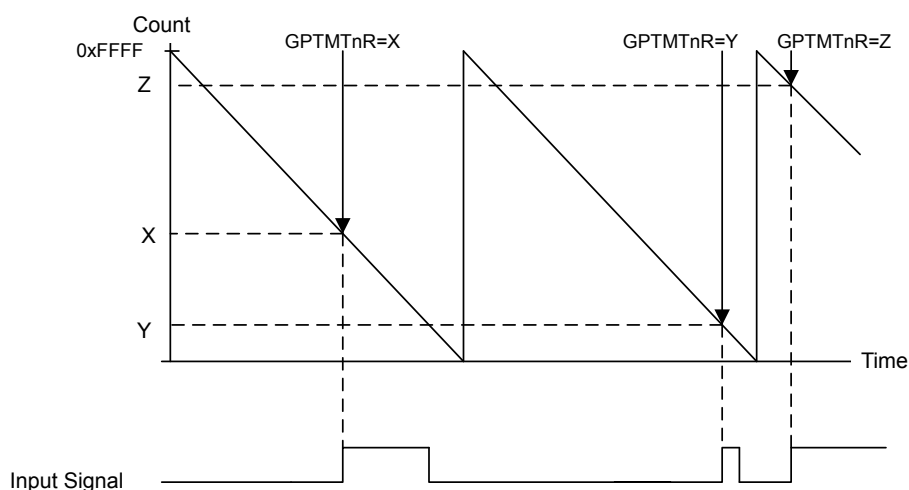 Count
0xFFFF
GPTMTnR=X
GPTMTnR=Y
GPTMTnR=Z
Z
X
Y
Time
Input Signal